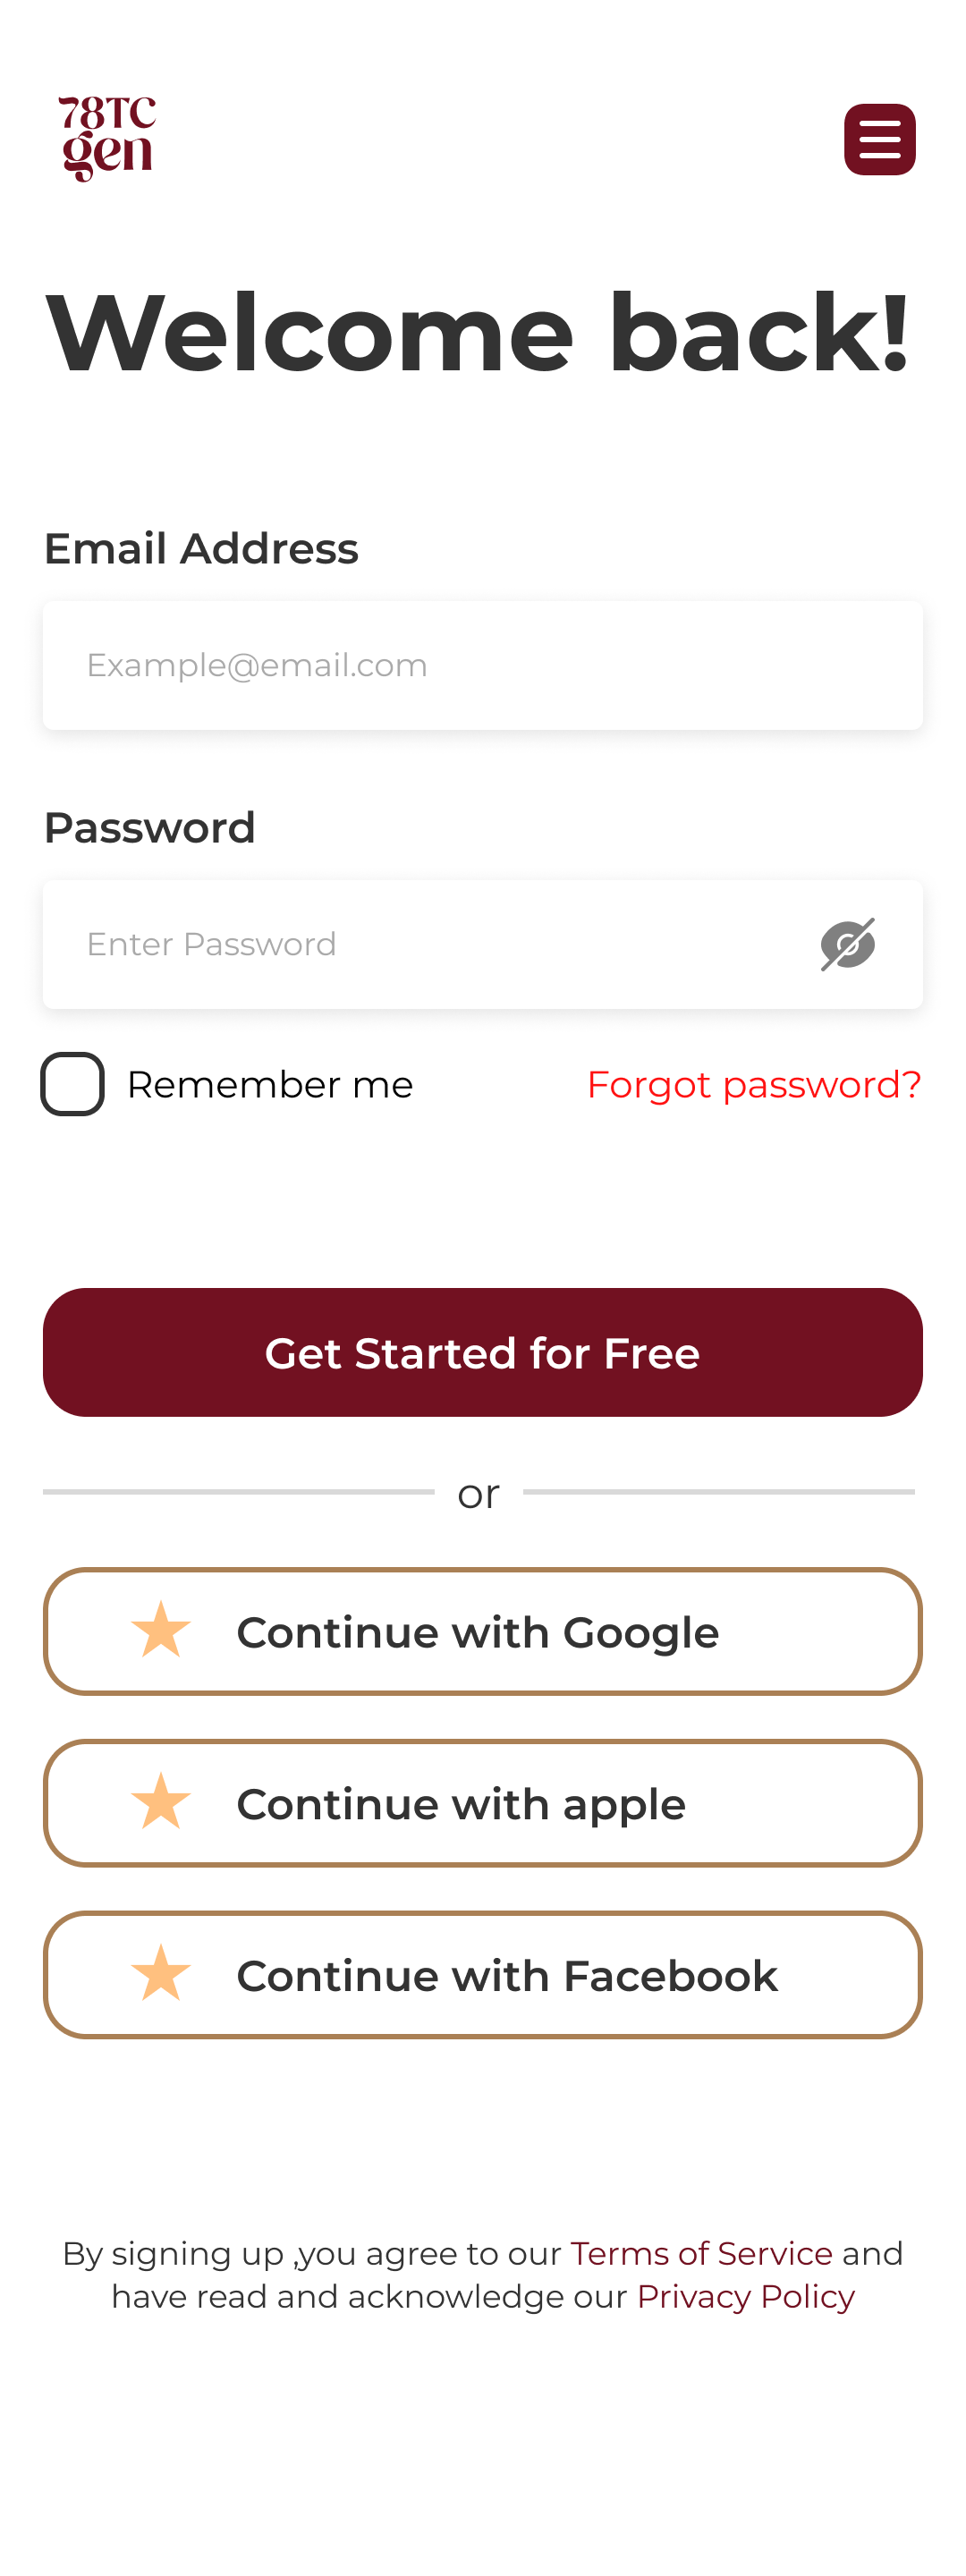 78TC
gen
Welcome back!
Email Address
Example@email.com
Password
Enter Password
Remember me
Forgot password?
Get Started for Free
or
Continue with Google
Continue with apple
Continue with Facebook
By signing up ,you agree to our Terms of Service and
have read and acknowledge our Privacy Policy